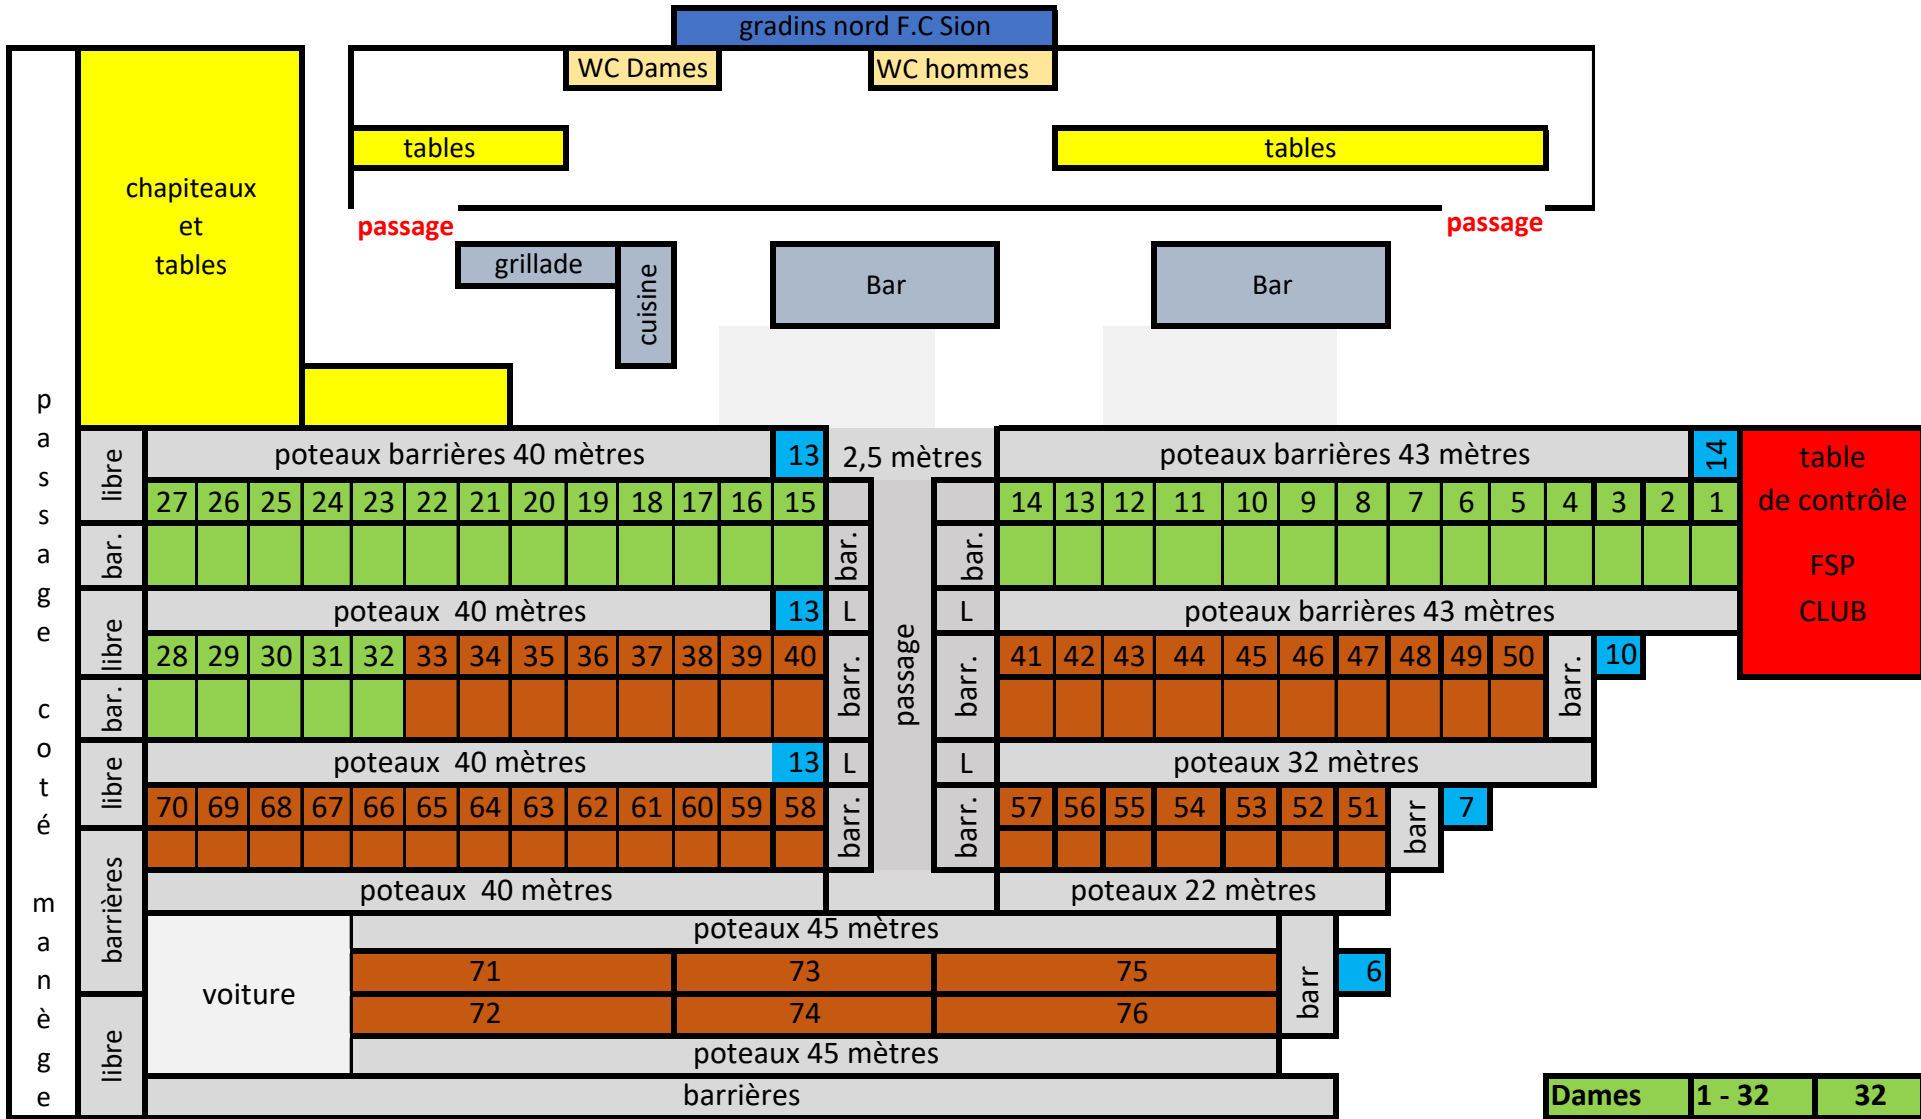 gradins nord F.C Sion
WC Dames
WC hommes
tables
tables
chapiteaux
et
tables
passage
passage
grillade
cuisine
Bar
Bar
passage coté manège
libre
poteaux barrières 40 mètres
13
2,5 mètres
poteaux barrières 43 mètres
14
table
de contrôle
FSP
CLUB
27 26 25 24 23 22 21 20 19 18 17 16 15
14 13 12 11 10 9 8 7 6 5 4 3 2 1
bar.
bar.
bar.
libre
poteaux 40 mètres
13
L
passage
L
poteaux barrières 43 mètres
28 29 30 31 32 33 34 35 36 37 38 39 40
barr.
barr.
41 42 43 44 45 46 47 48 49 50
barr.
10
bar.
libre
poteaux 40 mètres
13
L
L
poteaux 32 mètres
70 69 68 67 66 65 64 63 62 61 60 59 58
barr.
barr.
57 56 55 54 53 52 51
barr
7
barrières
poteaux 40 mètres
poteaux 22 mètres
voiture
poteaux 45 mètres
71 73 75
barr
6
libre
72 74 76
poteaux 45 mètres
barrières
Dames 1 - 32 32